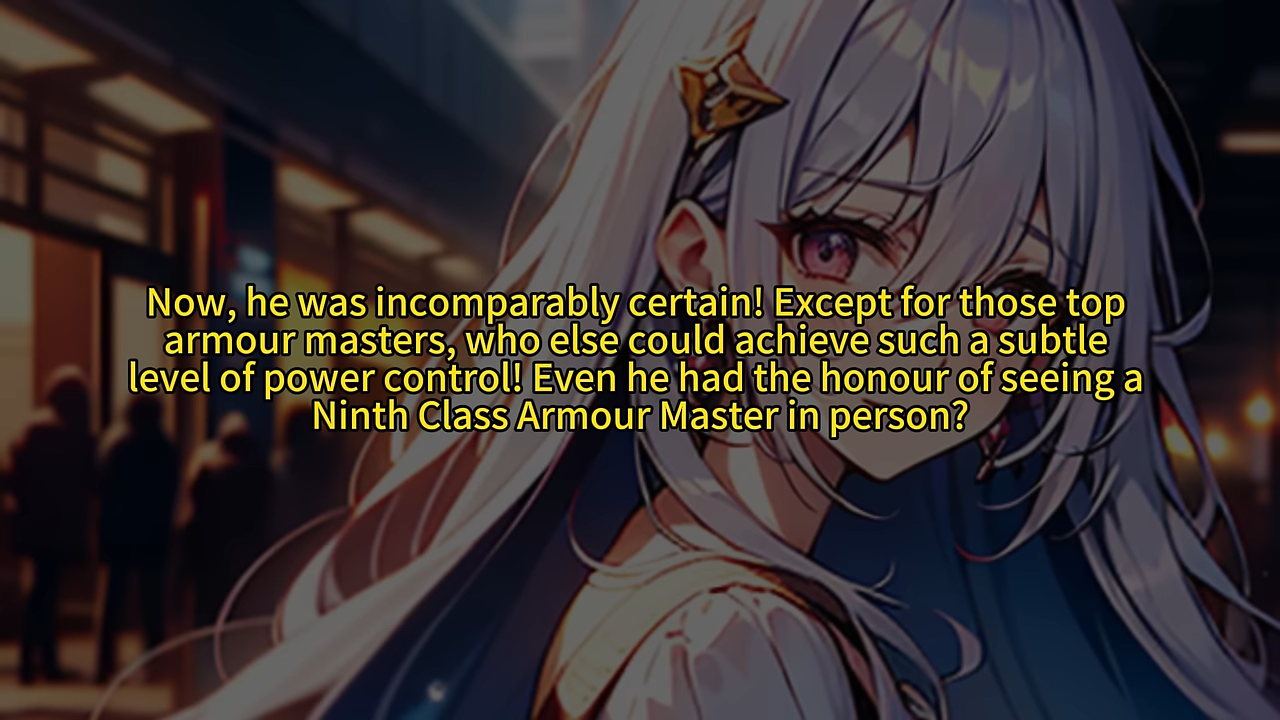 Now, he was incomparably certain! Except for those top
armour masters, who else could achieve such a subtle
level of power control! Even he had the honour of seeing a
Ninth Class Armour Master in person?